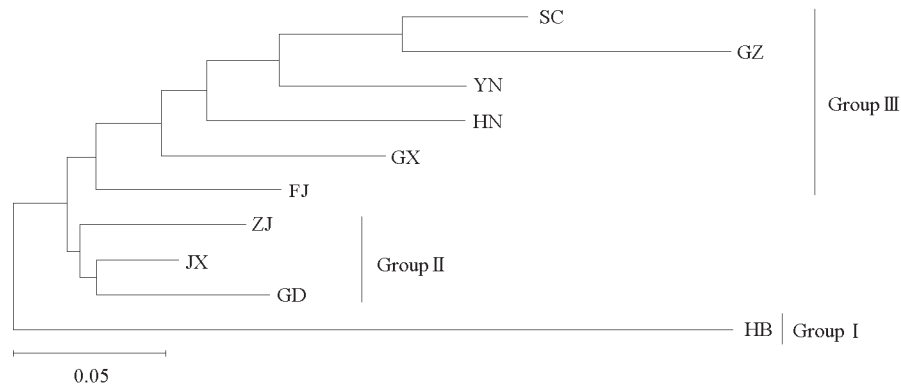 SC
GZ
YN
HN
Group Ⅲ
GX
FJ
ZJ
JX
Group Ⅱ
GD
HB
Group Ⅰ
0.05